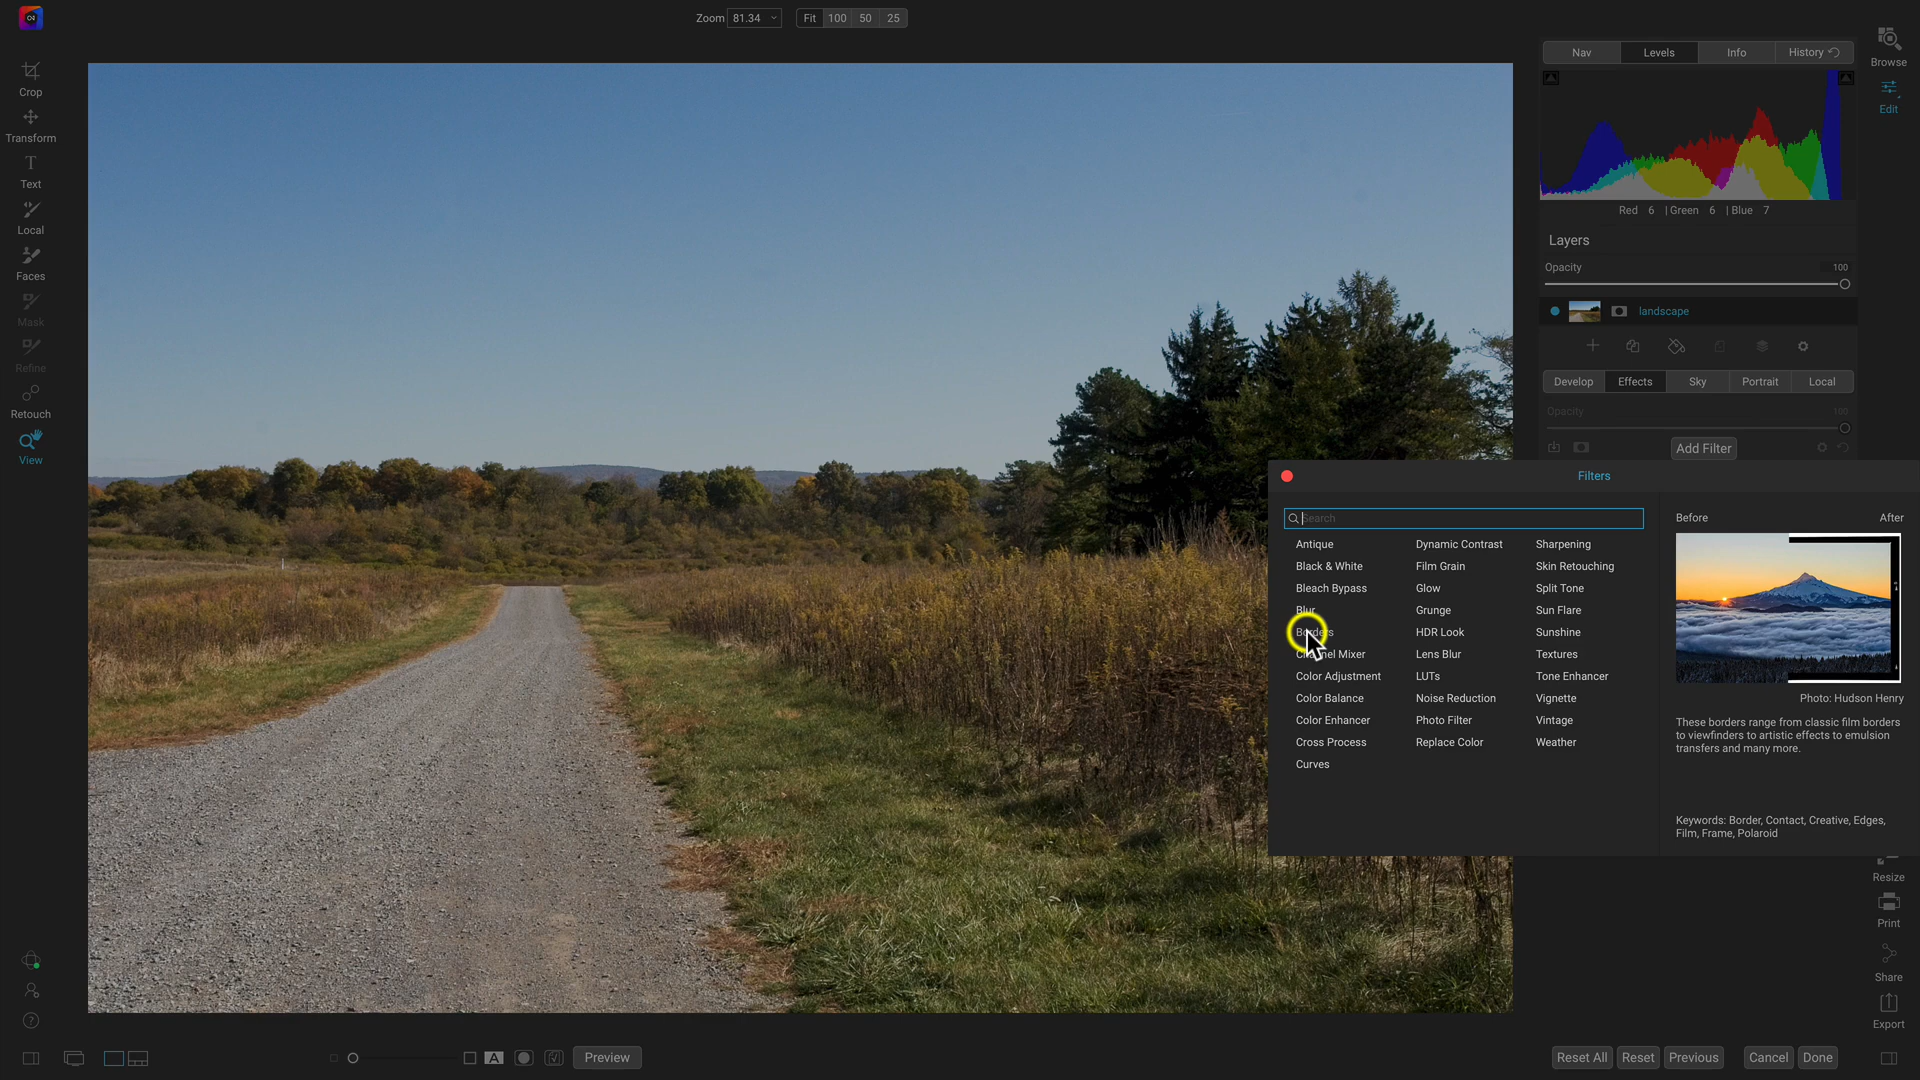 Zoom 81.34 Fit 100 50 25
Crop
Transform
Text
Local
Faces
Mask
Refine
Retouch
View
Nav Levels Info History
Browse
Edit
Red 6 | Green 6 | Blue 7
Layers
Opacity 100
landscape
Develop Effects Sky Portrait Local
Opacity 100
Add Filter
Filters
Search
Antique Dynamic Contrast Sharpening
Black & White Film Grain Skin Retouching
Bleach Bypass Glow Split Tone
Blur Grunge Sun Flare
Borders HDR Look Sunshine
Channel Mixer Lens Blur Textures
Color Adjustment LUTs Tone Enhancer
Color Balance Noise Reduction Vignette
Color Enhancer Photo Filter Vintage
Cross Process Replace Color Weather
Curves
Before After
Photo: Hudson Henry
These borders range from classic film borders
to viewfinders to artistic effects to emulsion
transfers and many more.
Keywords: Border, Contact, Creative, Edges,
Film, Frame, Polaroid
Resize
Print
Share
Export
A Preview
Reset All Reset Previous Cancel Done